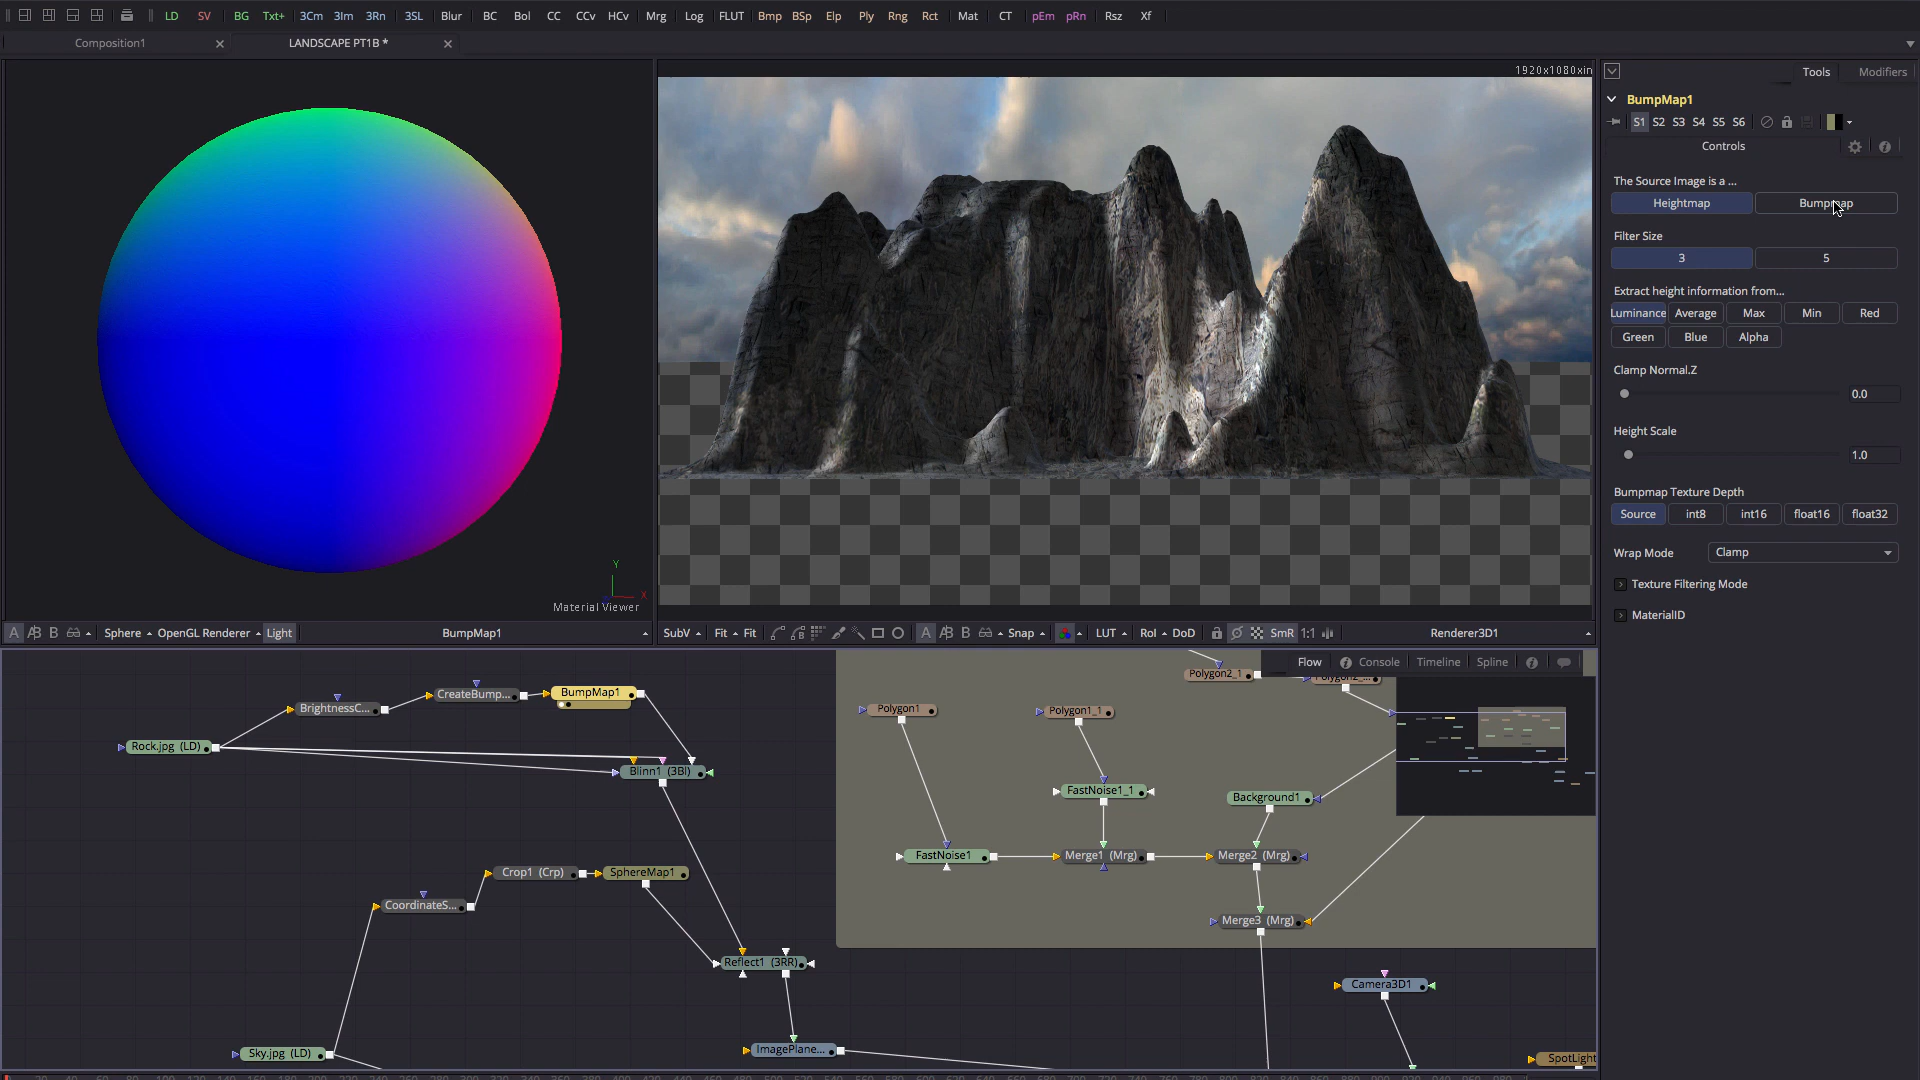 LD SV BG Txt+ 3Cm 3Im 3Rn 3SL Blur BC Bol CC CCv HCv Mrg Log FLUT Bmp BSp Elp Ply Rng Rct Mat CT pEm pRn Rsz Xf
Composition1
LANDSCAPE PT1B *
1920x1080xin
Tools
Modifiers
BumpMap1
S1 S2 S3 S4 S5 S6
Controls
The Source Image is a ...
Heightmap
Bumpmap
Filter Size
3
5
Extract height information from...
Luminance Average Max Min Red
Green Blue Alpha
Clamp Normal.Z
0.0
Height Scale
1.0
Bumpmap Texture Depth
Source int8 int16 float16 float32
Wrap Mode
Clamp
Texture Filtering Mode
MaterialID
Y
X
Material Viewer
A B Sphere OpenGL Renderer Light
BumpMap1
SubV Fit Fit A B Snap LUT RoI DoD SmR 1:1
Renderer3D1
Flow Console Timeline Spline
BrightnessC...
CreateBump...
BumpMap1
Rock.jpg (LD)
Blinn1 (3Bl)
Crop1 (Crp)
SphereMap1
CoordinateS...
Reflect1 (3RR)
Sky.jpg (LD)
ImagePlane...
Polygon2_1
Polygon1
Polygon1_1
FastNoise1_1
Background1
FastNoise1
Merge1 (Mrg)
Merge2 (Mrg)
Merge3 (Mrg)
Camera3D1
SpotLight